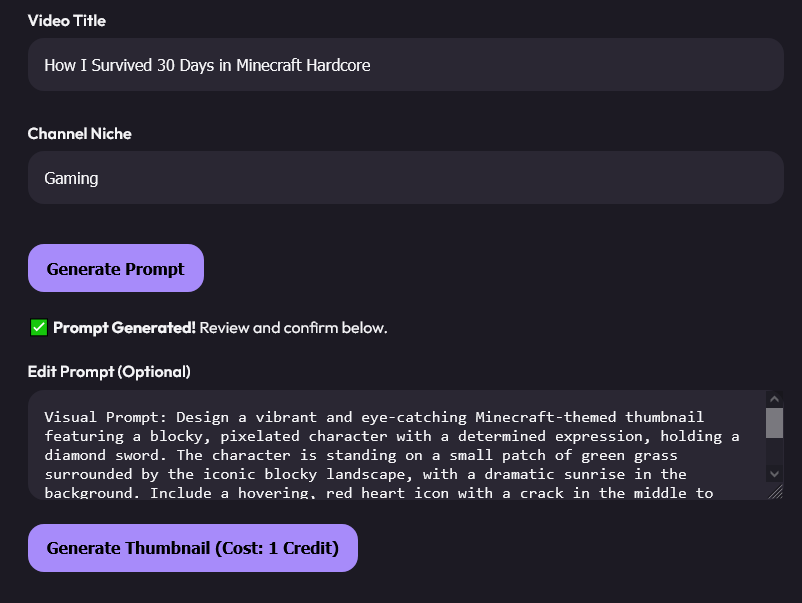 Video Title
How I Survived 30 Days in Minecraft Hardcore
Channel Niche
Gaming
Generate Prompt
✅ Prompt Generated! Review and confirm below.
Edit Prompt (Optional)
Visual Prompt: Design a vibrant and eye-catching Minecraft-themed thumbnail
featuring a blocky, pixelated character with a determined expression, holding a
diamond sword. The character is standing on a small patch of green grass
surrounded by the iconic blocky landscape, with a dramatic sunrise in the
background. Include a hovering, red heart icon with a crack in the middle to
Generate Thumbnail (Cost: 1 Credit)